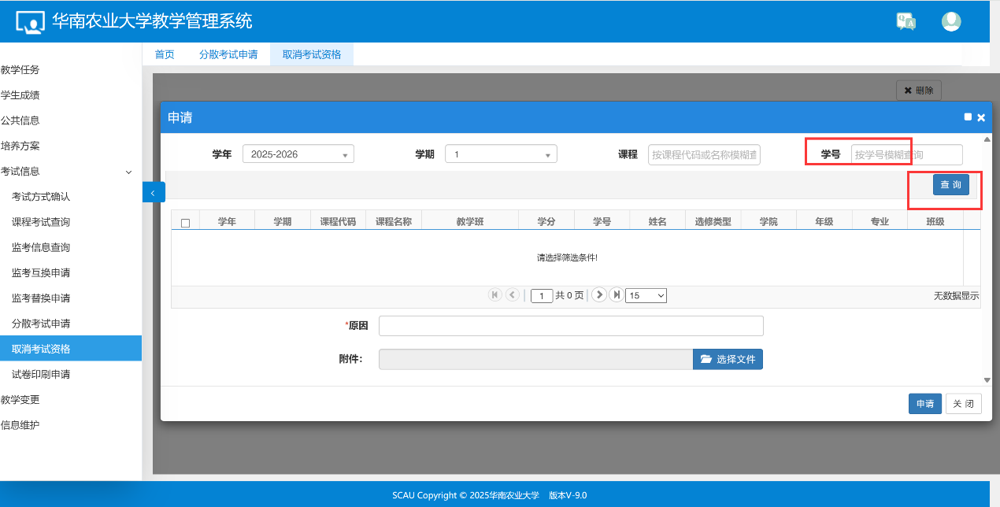 华南农业大学教学管理系统
首页 分散考试申请 取消考试资格
教学任务
学生成绩
公共信息
培养方案
考试信息
考试方式确认
课程考试查询
监考信息查询
监考互换申请
监考替换申请
分散考试申请
取消考试资格
试卷印刷申请
教学变更
信息维护
删除
申请
学年 2025-2026 学期 1 课程 按课程代码或名称模糊查 学号 按学号模糊查询
查 询
学年 学期 课程代码 课程名称 教学班 学分 学号 姓名 选修类型 学院 年级 专业 班级
请选择筛选条件!
1 共 0 页 15 无数据显示
*原因
附件: 选择文件
申请 关 闭
SCAU Copyright © 2025华南农业大学 版本V-9.0